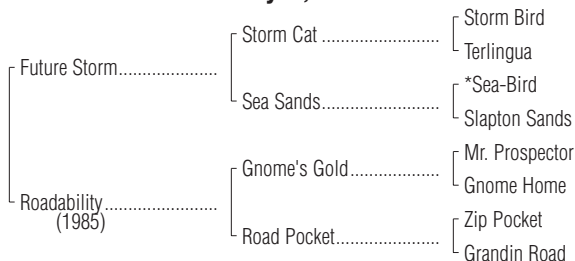 Storm Bird
Storm Cat ......................
Terlingua
Future Storm....................
*Sea-Bird
Sea Sands..........................
Slapton Sands
Mr. Prospector
Gnome's Gold....................
Gnome Home
Roadability.......................
(1985)
Zip Pocket
Road Pocket.......................
Grandin Road